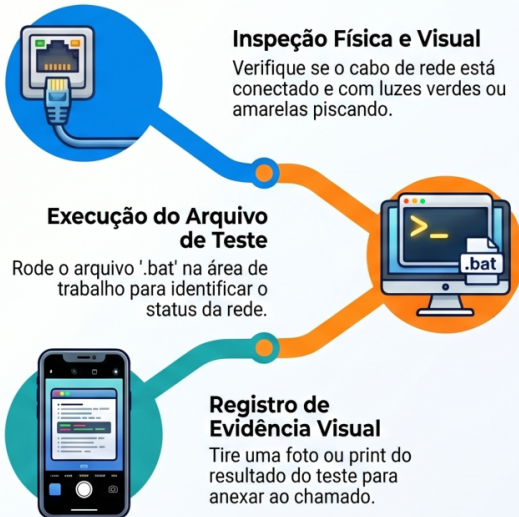 Inspeção Física e Visual
Verifique se o cabo de rede está
conectado e com luzes verdes ou
amarelas piscando.
Execução do Arquivo
de Teste
Rode o arquivo '.bat' na área de
trabalho para identificar o
status da rede.
>_
.bat
Registro de
Evidência Visual
Tire uma foto ou print do
resultado do teste para
anexar ao chamado.